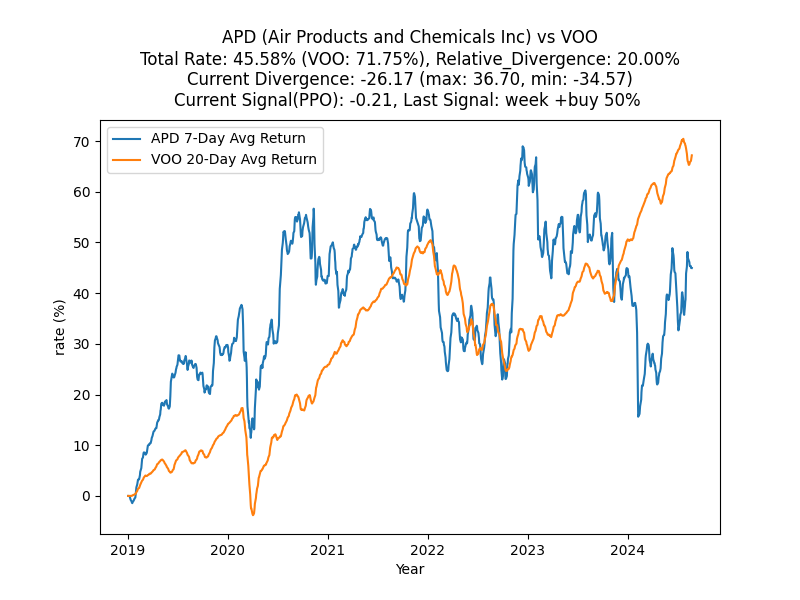 APD (Air Products and Chemicals Inc) vs VOO
Total Rate: 45.58% (VOO: 71.75%), Relative_Divergence: 20.00%
Current Divergence: -26.17 (max: 36.70, min: -34.57)
Current Signal(PPO): -0.21, Last Signal: week +buy 50%
APD 7-Day Avg Return
VOO 20-Day Avg Return
70
60
50
40
30
20
10
0
rate (%)
2019 2020 2021 2022 2023 2024
Year